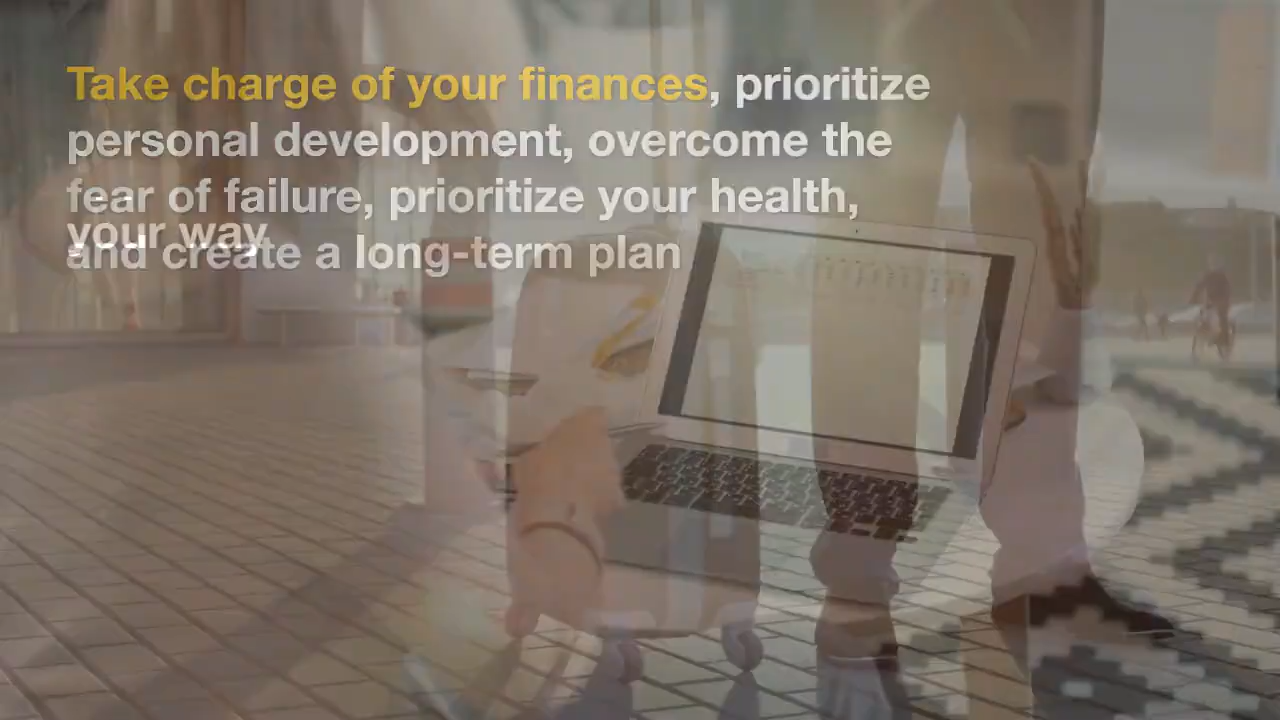 Take charge of your finances, prioritize
personal development, overcome the
fear of failure, prioritize your health,
your way
and create a long-term plan